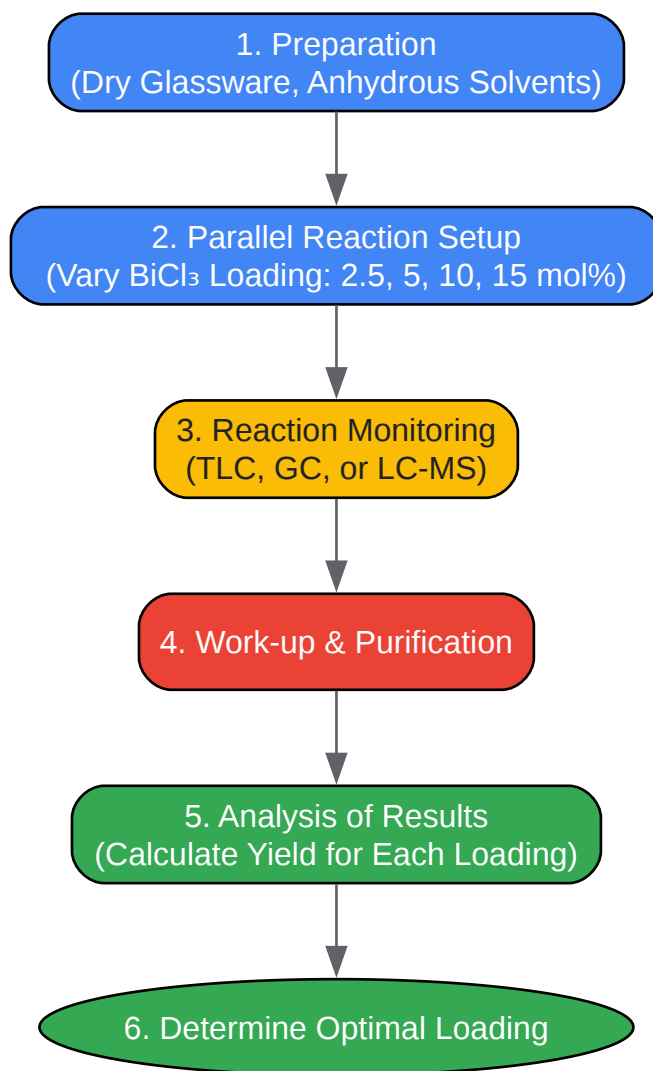 1. Preparation
(Dry Glassware, Anhydrous Solvents)
2. Parallel Reaction Setup
(Vary BiCl₃ Loading: 2.5, 5, 10, 15 mol%)
3. Reaction Monitoring
(TLC, GC, or LC-MS)
4. Work-up & Purification
5. Analysis of Results
(Calculate Yield for Each Loading)
6. Determine Optimal Loading